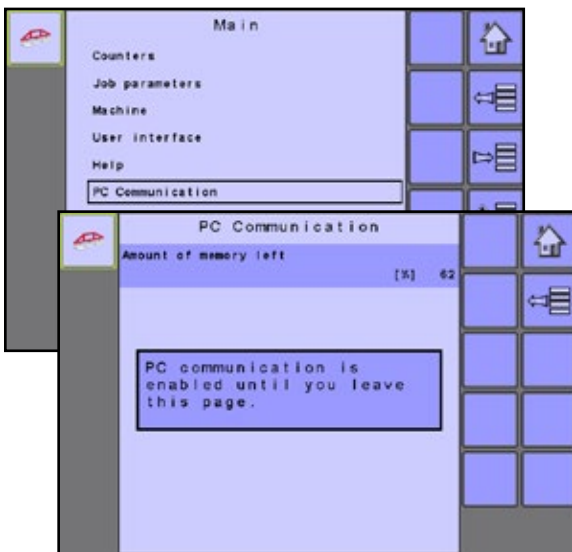 Main
Counters
Job parameters
Machine
User interface
Help
PC Communication
PC Communication
Amount of memory left
[%] 62
PC communication is
enabled until you leave
this page.